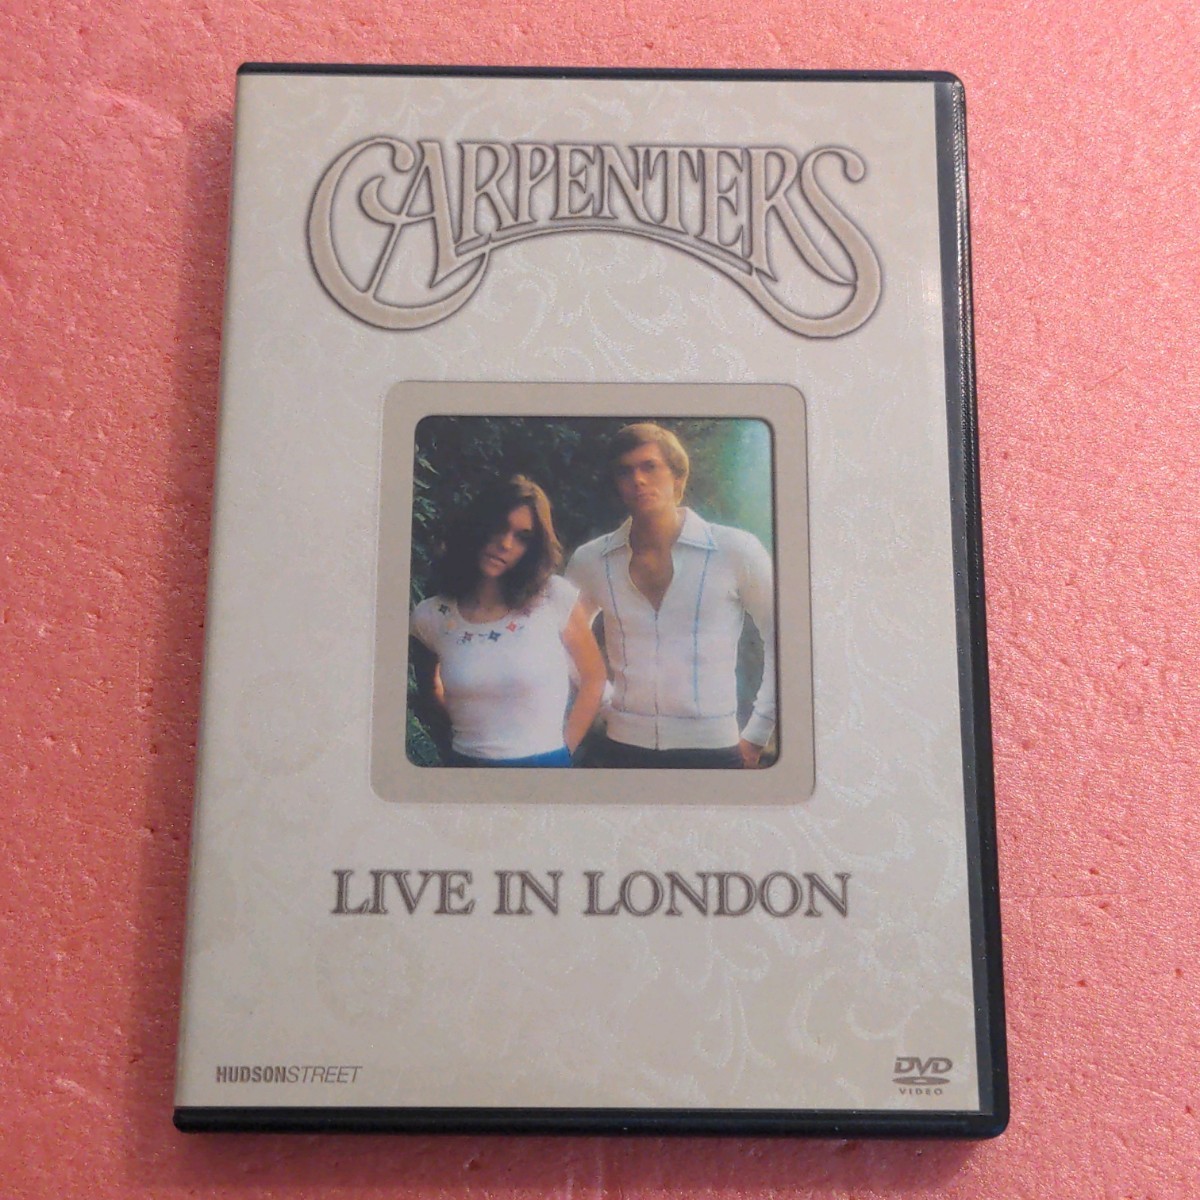 CARPENTERS
LIVE IN LONDON
HUDSONSTREET
DVD
VIDEO